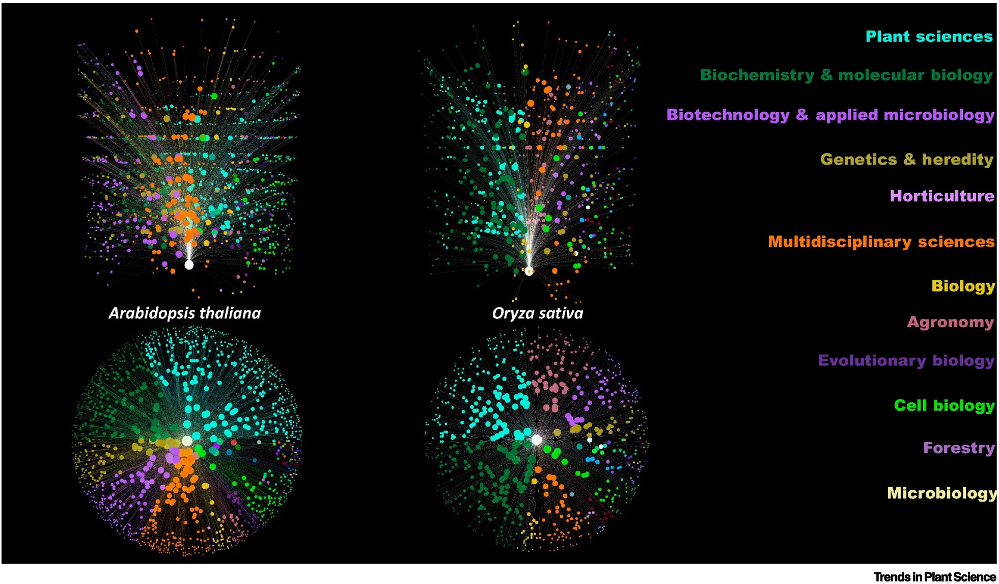 Plant sciences
Biochemistry & molecular biology
Biotechnology & applied microbiology
Genetics & heredity
Horticulture
Multidisciplinary sciences
Biology
Arabidopsis thaliana
Oryza sativa
Agronomy
Evolutionary biology
Cell biology
Forestry
Microbiology
Trends in Plant Science